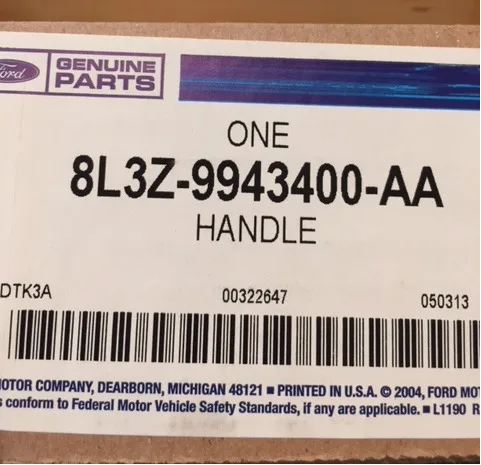 Ford
GENUINE
PARTS
ONE
8L3Z-9943400-AA
HANDLE
DTK3A 00322647 050313
MOTOR COMPANY, DEARBORN, MICHIGAN 48121 ■ PRINTED IN U.S.A. © 2004, FORD
conform to Federal Motor Vehicle Safety Standards, if any are applicable. ■ L1190